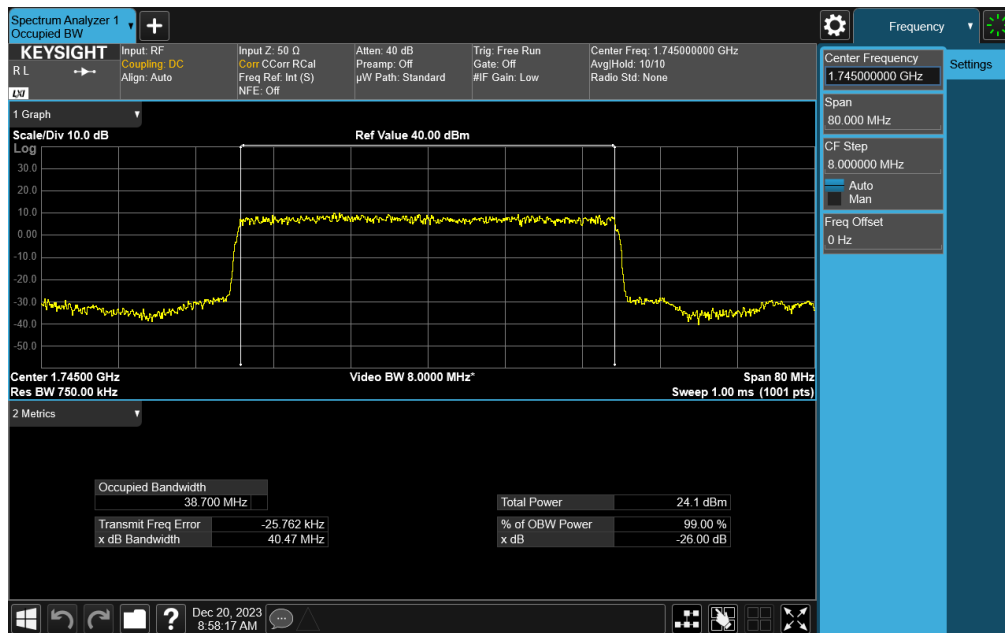 Spectrum Analyzer 1
Occupied BW
Frequency
KEYSIGHT
R L
LXI
Input: RF
Coupling: DC
Align: Auto
Input Z: 50 Ω
Corr CCorr RCal
Freq Ref: Int (S)
NFE: Off
Atten: 40 dB
Preamp: Off
µW Path: Standard
Trig: Free Run
Gate: Off
#IF Gain: Low
Center Freq: 1.745000000 GHz
Avg|Hold: 10/10
Radio Std: None
Center Frequency
1.745000000 GHz
Settings
Span
80.000 MHz
CF Step
8.000000 MHz
Auto
Man
Freq Offset
0 Hz
1 Graph
Scale/Div 10.0 dB
Ref Value 40.00 dBm
Log
30.0
20.0
10.0
0.00
-10.0
-20.0
-30.0
-40.0
-50.0
Center 1.74500 GHz
Video BW 8.0000 MHz*
Span 80 MHz
Res BW 750.00 kHz
Sweep 1.00 ms (1001 pts)
2 Metrics
Occupied Bandwidth
38.700 MHz
Total Power 24.1 dBm
Transmit Freq Error -25.762 kHz
% of OBW Power 99.00 %
x dB Bandwidth 40.47 MHz
x dB -26.00 dB
?
Dec 20, 2023
8:58:17 AM